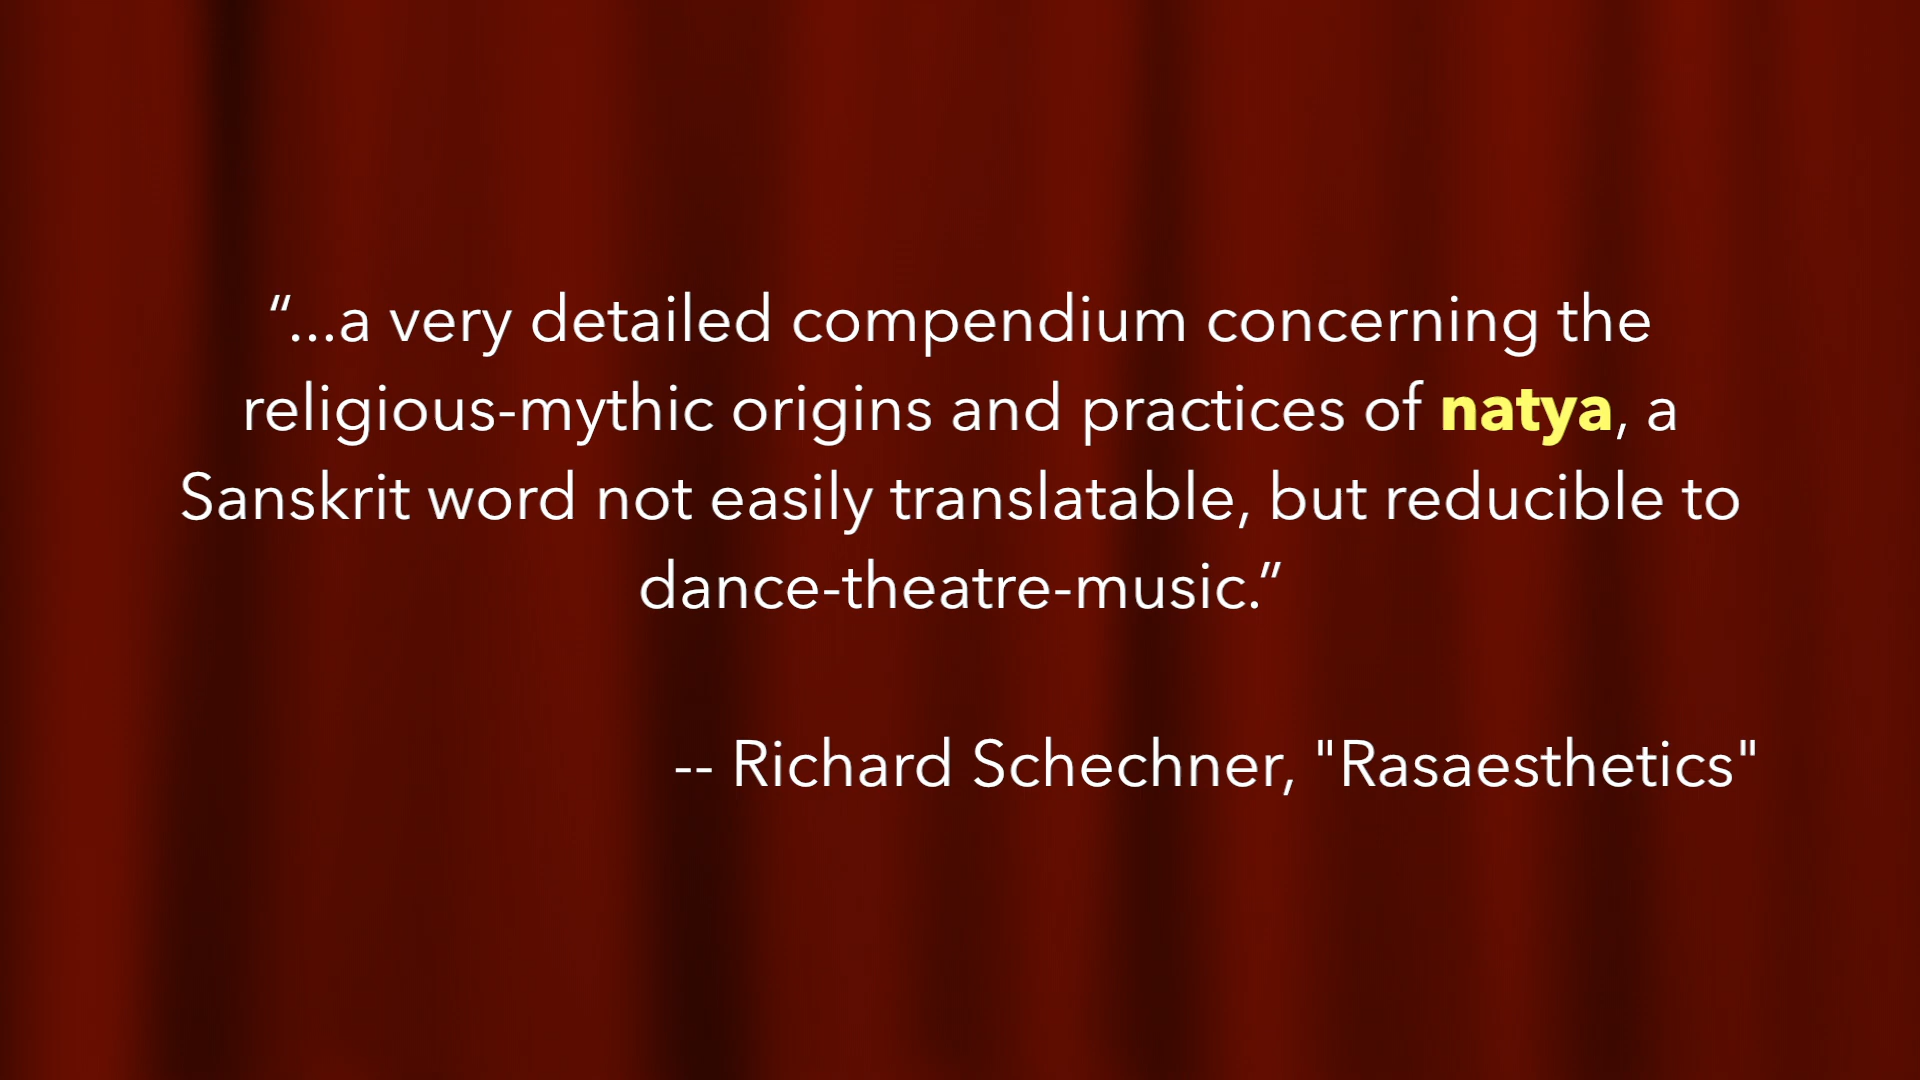 “...a very detailed compendium concerning the
religious-mythic origins and practices of natya, a
Sanskrit word not easily translatable, but reducible to
dance-theatre-music.”
-- Richard Schechner, "Rasaesthetics"